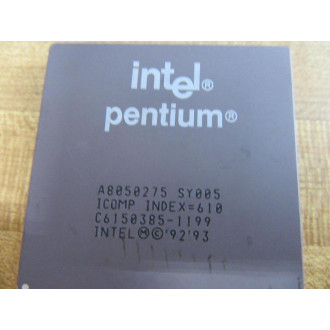 intel®
pentium®
A8050275 SY005
ICOMP INDEX=610
C6150385-1199
INTEL Ⓜ©'92'93